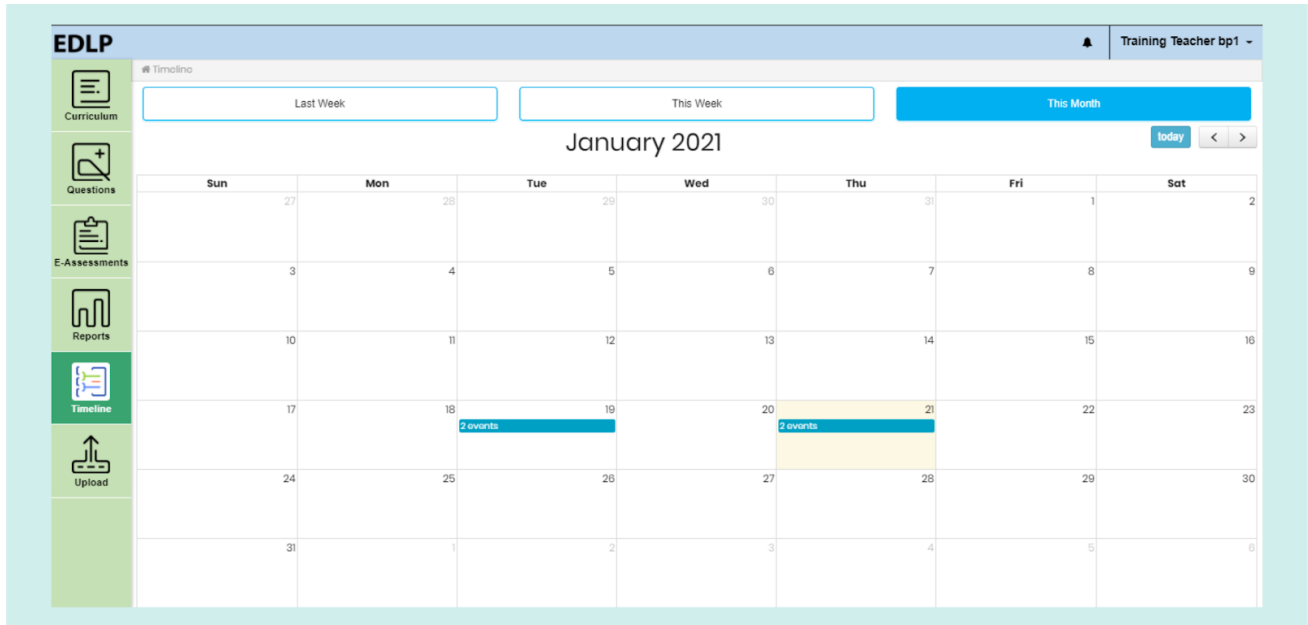 EDLP
Training Teacher bp1
Timeline
Last Week
This Week
This Month
January 2021
today
Sun Mon Tue Wed Thu Fri Sat
27 28 29 30 31 1 2
3 4 5 6 7 8 9
10 11 12 13 14 15 16
17 18 19 20 21 22 23
2 events 2 events
24 25 26 27 28 29 30
31 1 2 3 4 5 6
Curriculum
Questions
E-Assessments
Reports
Timeline
Upload